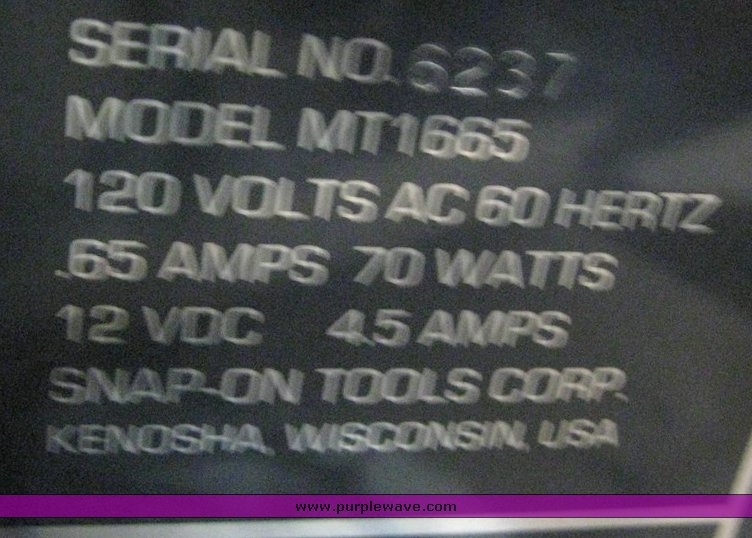 SERIAL NO. 6237
MODEL MT1665
120 VOLTS AC 60 HERTZ
.65 AMPS 70 WATTS
12 VDC 4.5 AMPS
SNAP-ON TOOLS CORP.
KENOSHA, WISCONSIN, USA
www.purplewave.com